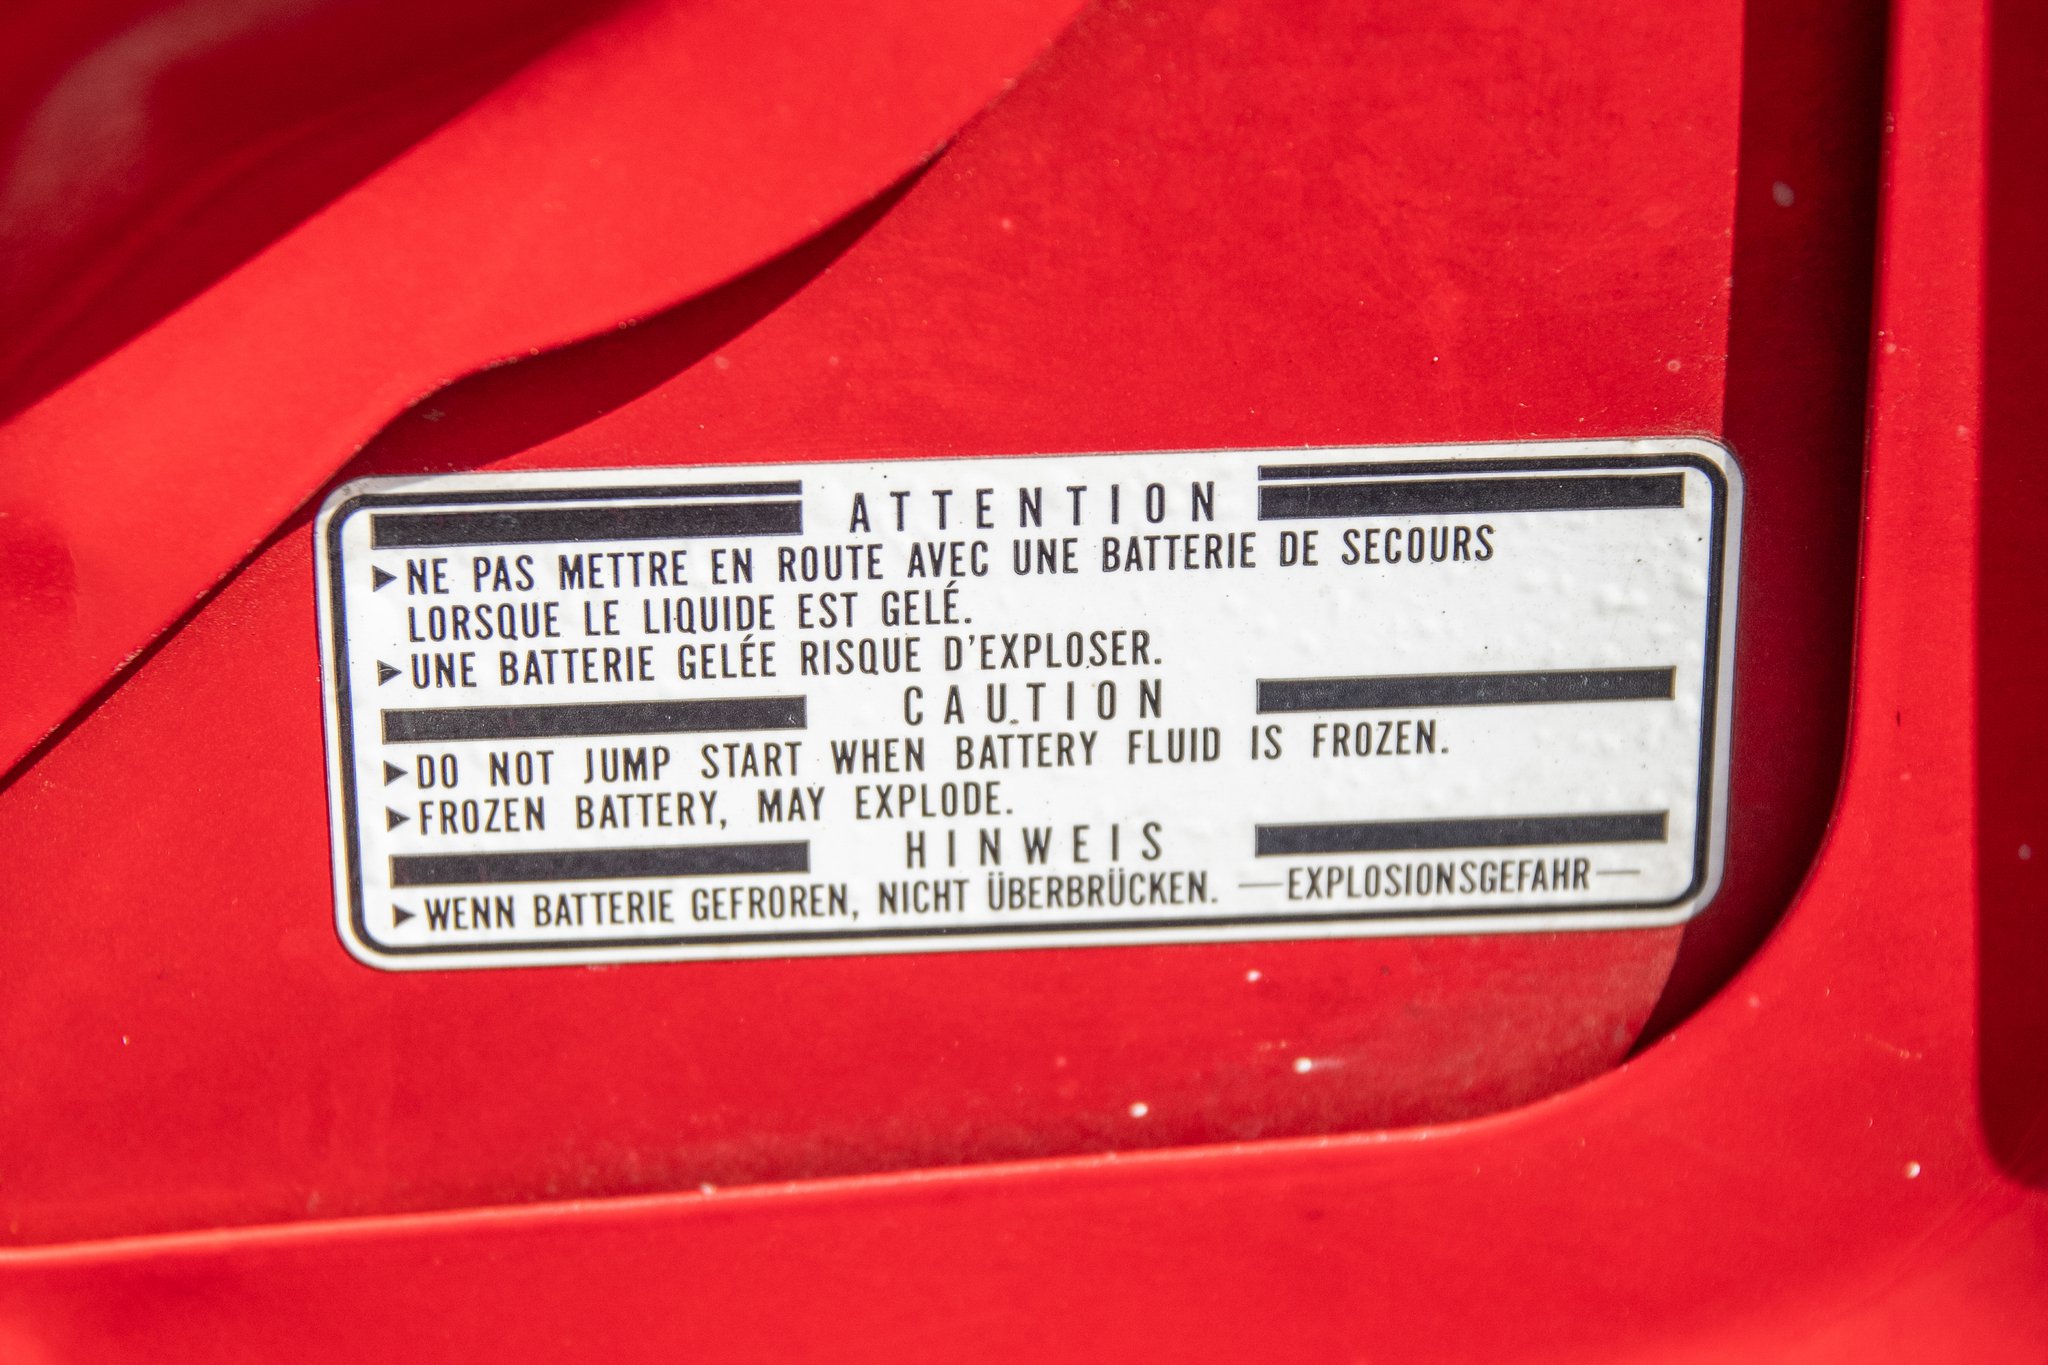 ATTENTION
▶NE PAS METTRE EN ROUTE AVEC UNE BATTERIE DE SECOURS
LORSQUE LE LIQUIDE EST GELÉ.
▶UNE BATTERIE GELÉE RISQUE D'EXPLOSER.
CAUTION
▶DO NOT JUMP START WHEN BATTERY FLUID IS FROZEN.
▶FROZEN BATTERY, MAY EXPLODE.
HINWEIS
▶WENN BATTERIE GEFROREN, NICHT ÜBERBRÜCKEN. —EXPLOSIONSGEFAHR—